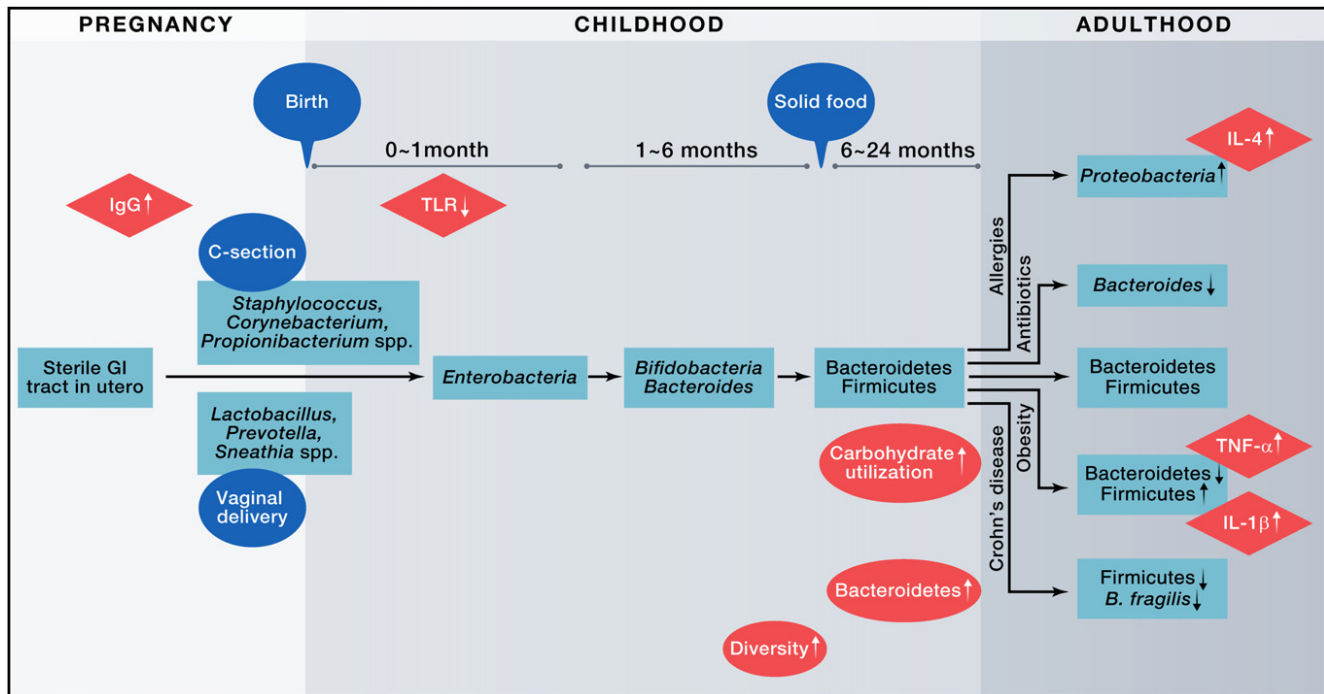 PREGNANCY
CHILDHOOD
ADULTHOOD
Birth
Solid food
0~1month
1~6 months
6~24 months
IgG↑
TLR↓
IL-4↑
Proteobacteria↑
C-section
Staphylococcus,
Corynebacterium,
Propionibacterium spp.
Allergies
Antibiotics
Bacteroides↓
Sterile GI
tract in utero
Enterobacteria
Bifidobacteria
Bacteroides
Bacteroidetes
Firmicutes
Bacteroidetes
Firmicutes
Lactobacillus,
Prevotella,
Sneathia spp.
Vaginal
delivery
Carbohydrate↑
utilization
Obesity
Crohn's disease
TNF-α↑
Bacteroidetes↓
Firmicutes↑
IL-1β↑
Bacteroidetes↑
Firmicutes↓
B. fragilis↓
Diversity↑